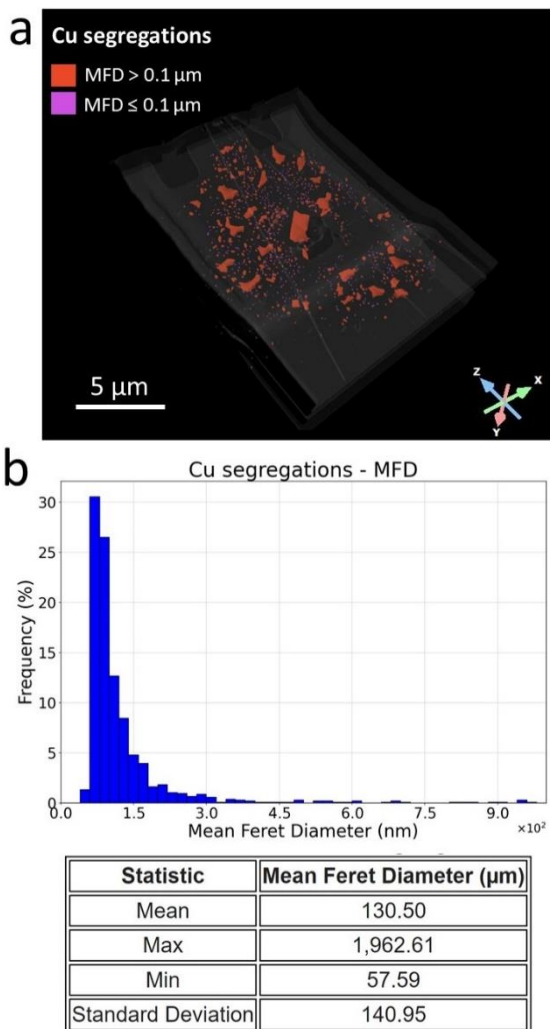 a
Cu segregations
MFD > 0.1 μm
MFD ≤ 0.1 μm
5 μm
Z
X
Y
b
Cu segregations - MFD
Frequency (%)
30
25
20
15
10
5
0
0.0 1.5 3.0 4.5 6.0 7.5 9.0
×10²
Mean Feret Diameter (nm)
Statistic Mean Feret Diameter (μm)
Mean 130.50
Max 1,962.61
Min 57.59
Standard Deviation 140.95